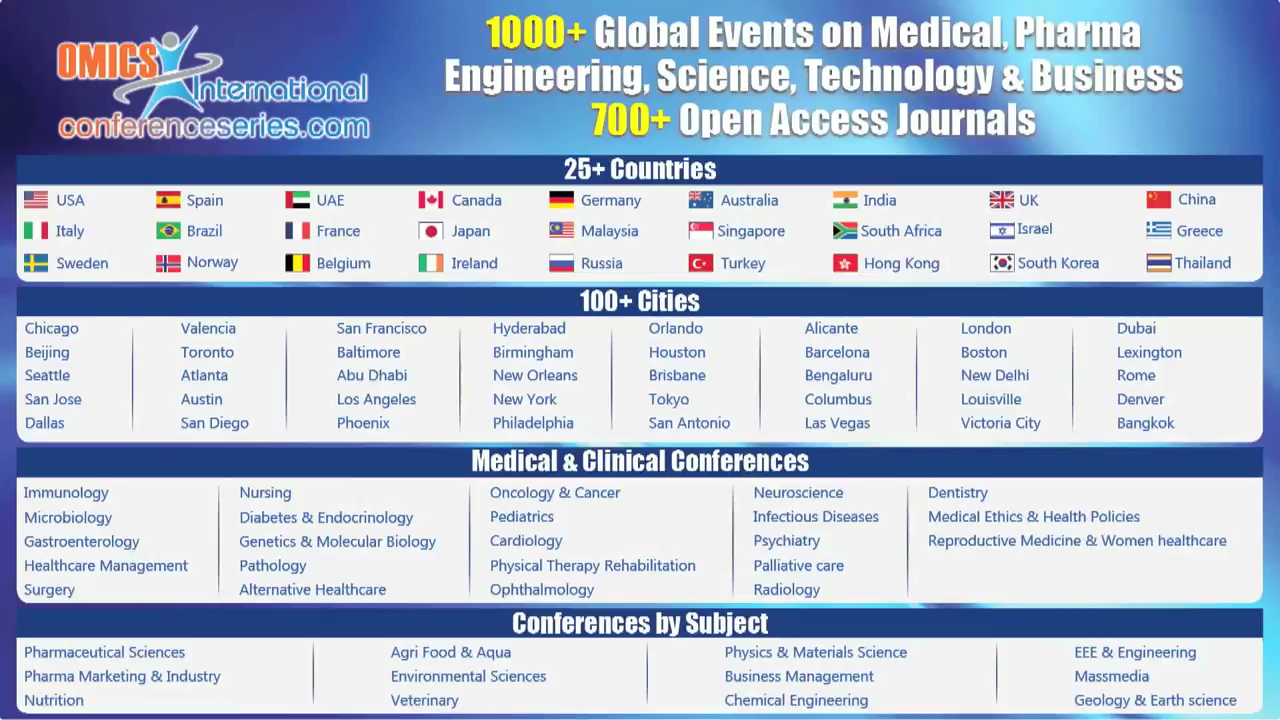 OMICS International
conferenceseries.com
1000+ Global Events on Medical, Pharma
Engineering, Science, Technology & Business
700+ Open Access Journals
25+ Countries
USA Spain UAE Canada Germany Australia India UK China
Italy Brazil France Japan Malaysia Singapore South Africa Israel Greece
Sweden Norway Belgium Ireland Russia Turkey Hong Kong South Korea Thailand
100+ Cities
Chicago Valencia San Francisco Hyderabad Orlando Alicante London Dubai
Beijing Toronto Baltimore Birmingham Houston Barcelona Boston Lexington
Seattle Atlanta Abu Dhabi New Orleans Brisbane Bengaluru New Delhi Rome
San Jose Austin Los Angeles New York Tokyo Columbus Louisville Denver
Dallas San Diego Phoenix Philadelphia San Antonio Las Vegas Victoria City Bangkok
Medical & Clinical Conferences
Immunology Nursing Oncology & Cancer Neuroscience Dentistry
Microbiology Diabetes & Endocrinology Pediatrics Infectious Diseases Medical Ethics & Health Policies
Gastroenterology Genetics & Molecular Biology Cardiology Psychiatry Reproductive Medicine & Women healthcare
Healthcare Management Pathology Physical Therapy Rehabilitation Palliative care
Surgery Alternative Healthcare Ophthalmology Radiology
Conferences by Subject
Pharmaceutical Sciences Agri Food & Aqua Physics & Materials Science EEE & Engineering
Pharma Marketing & Industry Environmental Sciences Business Management Massmedia
Nutrition Veterinary Chemical Engineering Geology & Earth science